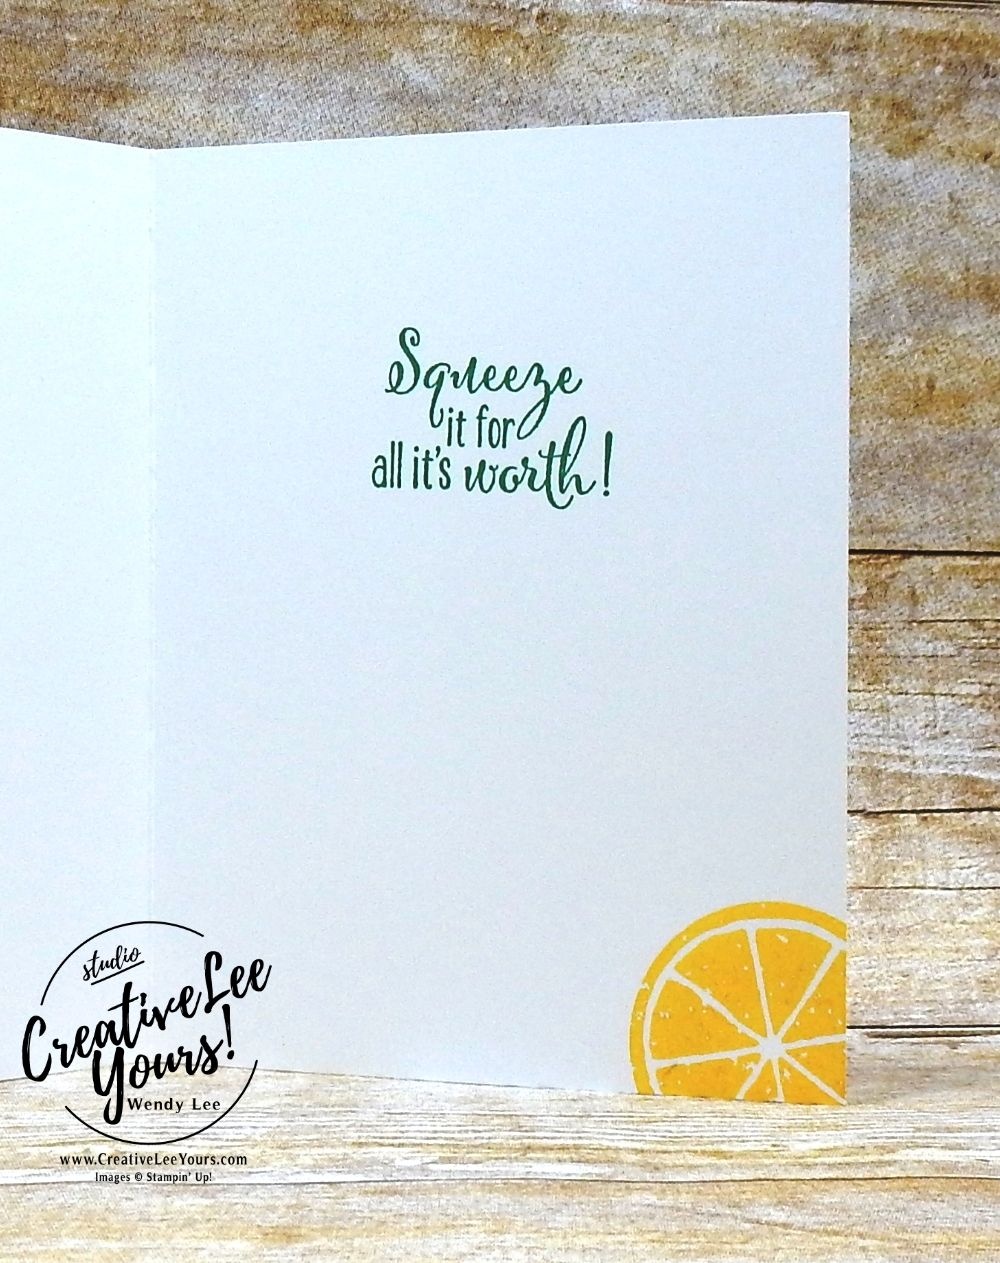 Squeeze
it for
all it's worth!
studio
CreativeLee
Yours!
Wendy Lee
www.CreativeLeeYours.com
Images © Stampin' Up!